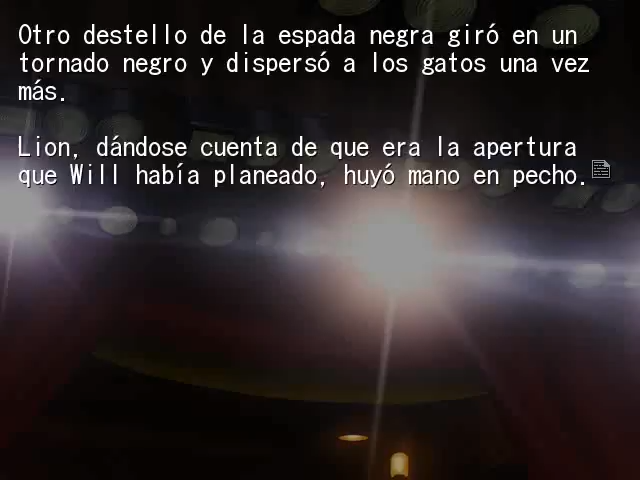 Otro destello de la espada negra giró en un
tornado negro y dispersó a los gatos una vez
más.
Lion, dándose cuenta de que era la apertura
que Will había planeado, huyó mano en pecho.